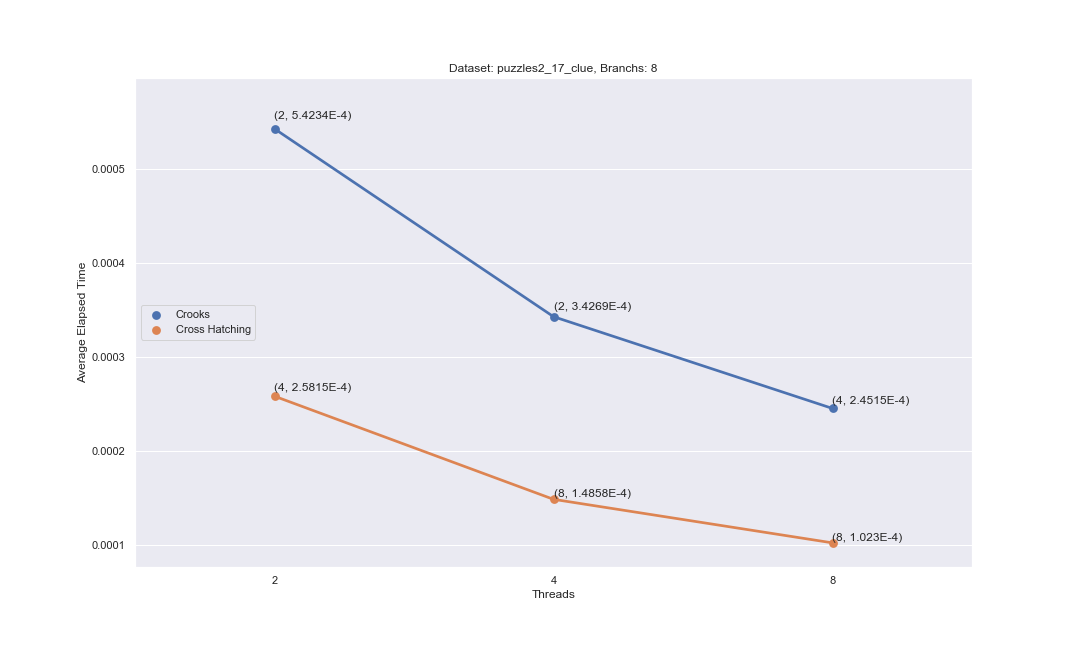 Dataset: puzzles2_17_clue, Branchs: 8
(2, 5.4234E-4)
0.0005
0.0004
(2, 3.4269E-4)
Crooks
Cross Hatching
Average Elapsed Time
0.0003
(4, 2.5815E-4)
(4, 2.4515E-4)
0.0002
(8, 1.4858E-4)
(8, 1.023E-4)
0.0001
2 4 8
Threads